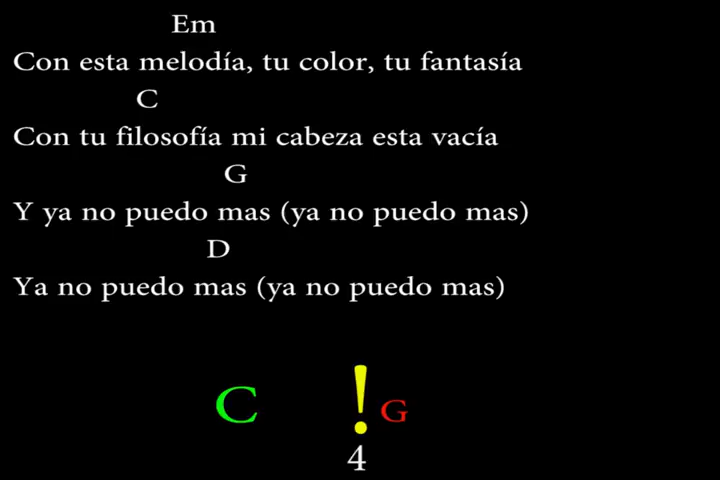 Em
Con esta melodía, tu color, tu fantasía
C
Con tu filosofía mi cabeza esta vacía
G
Y ya no puedo mas (ya no puedo mas)
D
Ya no puedo mas (ya no puedo mas)
C ! G
4